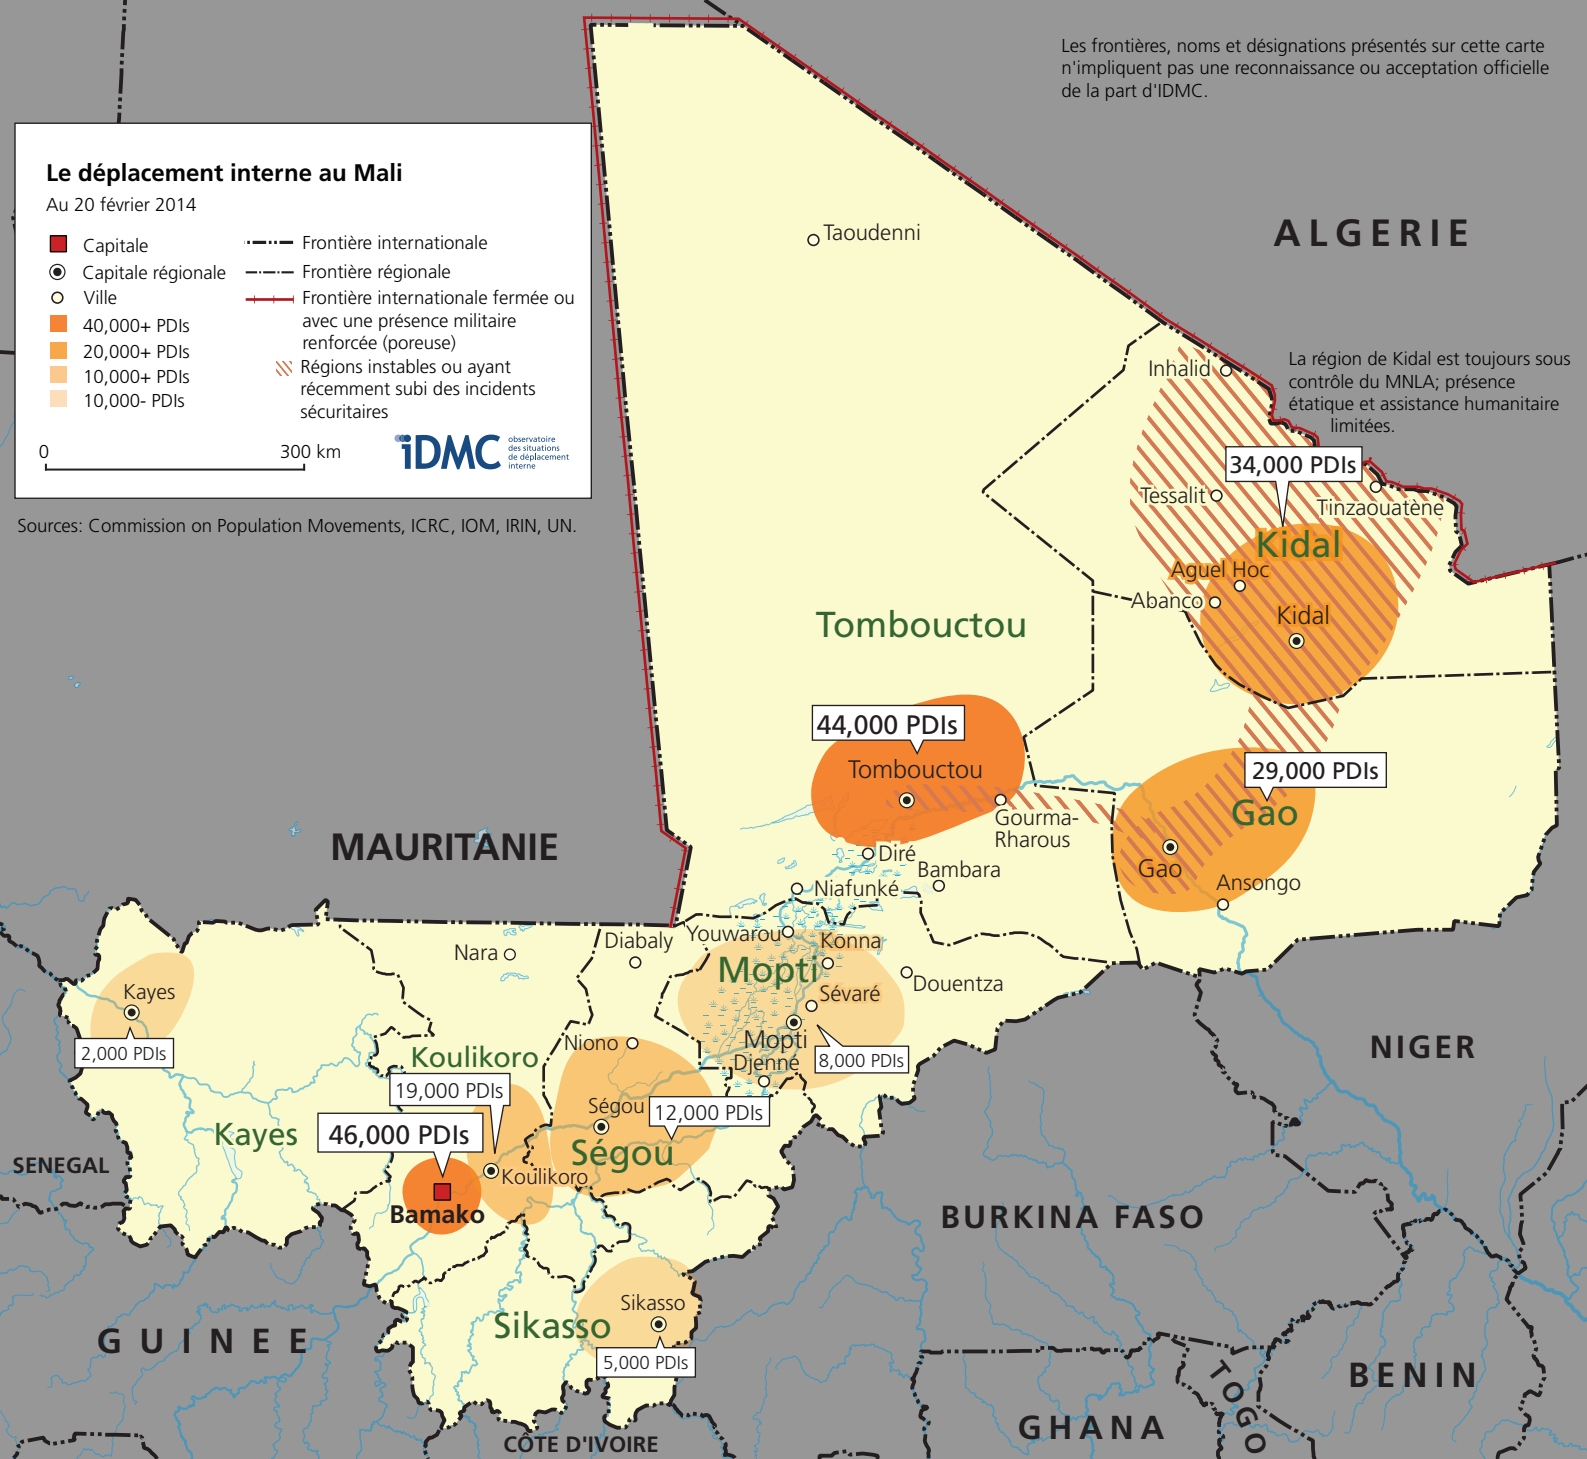 Les frontières, noms et désignations présentés sur cette carte
n'impliquent pas une reconnaissance ou acceptation officielle
de la part d'IDMC.
Le déplacement interne au Mali
Au 20 février 2014
Capitale
Capitale régionale
Ville
40,000+ PDIs
20,000+ PDIs
10,000+ PDIs
10,000- PDIs
Frontière internationale
Frontière régionale
Frontière internationale fermée ou
avec une présence militaire
renforcée (poreuse)
Régions instables ou ayant
récemment subi des incidents
sécuritaires
0
300 km
iDMC
observatoire
des situations
de déplacement
interne
Sources: Commission on Population Movements, ICRC, IOM, IRIN, UN.
ALGERIE
Taoudenni
La région de Kidal est toujours sous
contrôle du MNLA; présence
étatique et assistance humanitaire
limitées.
Inhalid
34,000 PDIs
Tessalit
Tinzaouatène
Kidal
Aguel Hoc
Abanco
Kidal
Tombouctou
44,000 PDIs
Tombouctou
29,000 PDIs
Gao
Gourma-
Rharous
MAURITANIE
Diré
Bambara
Gao
Ansongo
Niafunké
Youwarou
Konna
Diabaly
Nara
Mopti
Douentza
Sévaré
Kayes
Mopti
Niono
Djenné
8,000 PDIs
2,000 PDIs
Koulikoro
NIGER
19,000 PDIs
Ségou
12,000 PDIs
Kayes
46,000 PDIs
Ségou
SENEGAL
Koulikoro
Bamako
BURKINA FASO
Sikasso
Sikasso
GUINEE
5,000 PDIs
BENIN
TOGO
GHANA
CÔTE D'IVOIRE